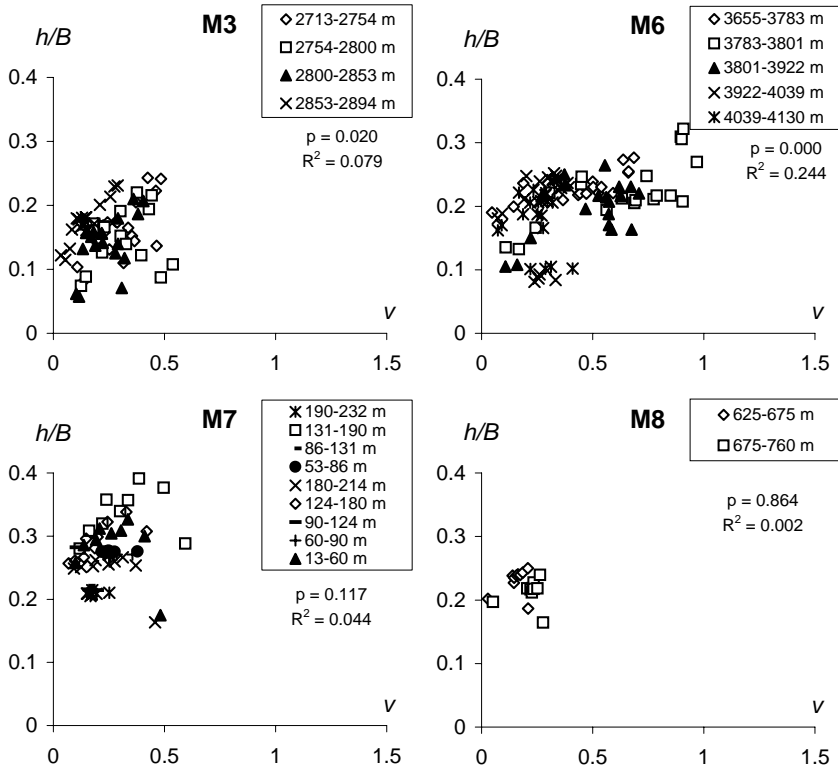 M3
h/B
2713-2754 m
2754-2800 m
2800-2853 m
2853-2894 m
p = 0.020
R² = 0.079
0.4
0.3
0.2
0.1
0
v
0 0.5 1 1.5
M6
h/B
3655-3783 m
3783-3801 m
3801-3922 m
3922-4039 m
4039-4130 m
p = 0.000
R² = 0.244
0.4
0.3
0.2
0.1
0
v
0 0.5 1 1.5
M7
h/B
190-232 m
131-190 m
86-131 m
53-86 m
180-214 m
124-180 m
90-124 m
60-90 m
13-60 m
p = 0.117
R² = 0.044
0.4
0.3
0.2
0.1
0
v
0 0.5 1 1.5
M8
h/B
625-675 m
675-760 m
p = 0.864
R² = 0.002
0.4
0.3
0.2
0.1
0
v
0 0.5 1 1.5